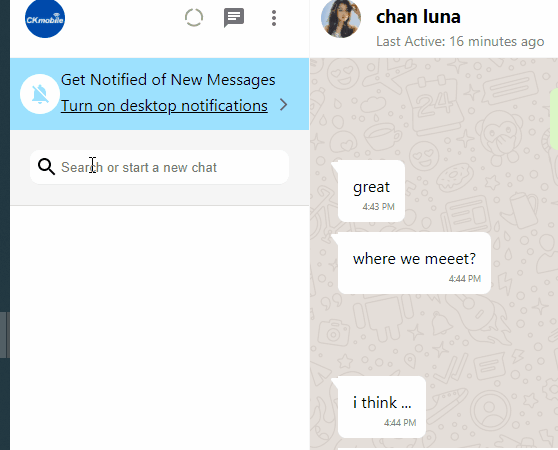 CKmobile
chan luna
Last Active: 16 minutes ago
Get Notified of New Messages
Turn on desktop notifications
Search or start a new chat
24
great
4:43 PM
where we meeet?
4:44 PM
i think ...
4:44 PM